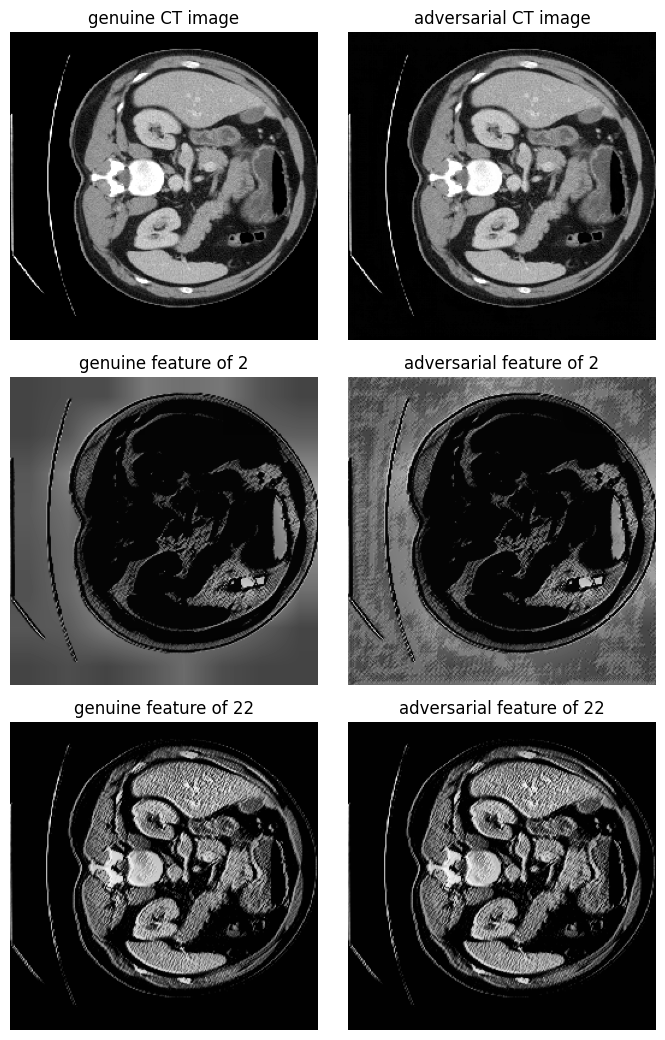 genuine CT image
adversarial CT image
genuine feature of 2
adversarial feature of 2
genuine feature of 22
adversarial feature of 22